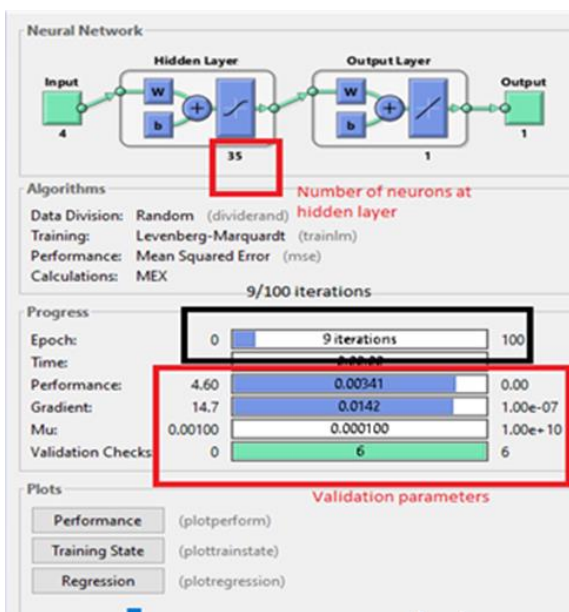 Neural Network
Hidden Layer
Output Layer
Input
Output
W
W
+
+
b
b
4
35
1
1
Algorithms
Number of neurons at
hidden layer
Data Division: Random (dividerand)
Training: Levenberg-Marquardt (trainlm)
Performance: Mean Squared Error (mse)
Calculations: MEX
9/100 iterations
Progress
Epoch: 0 9 iterations 100
Time:
Performance: 4.60 0.00341 0.00
Gradient: 14.7 0.0142 1.00e-07
Mu: 0.00100 0.000100 1.00e+10
Validation Checks 0 6 6
Plots
Validation parameters
Performance (plotperform)
Training State (plottrainstate)
Regression (plotregression)